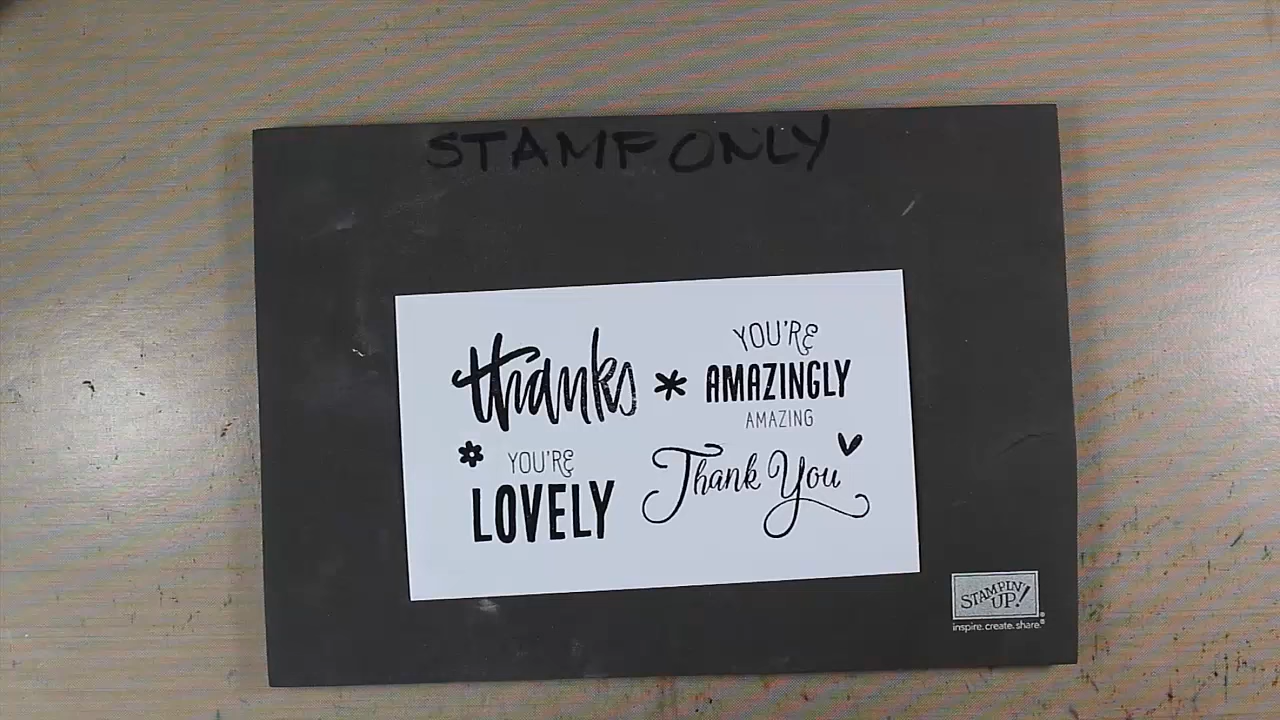 STAMP ONLY
thanks
YOU'RE
AMAZINGLY
AMAZING
YOU'RE
LOVELY
Thank You
STAMPIN' UP!®
inspire.create.share.®